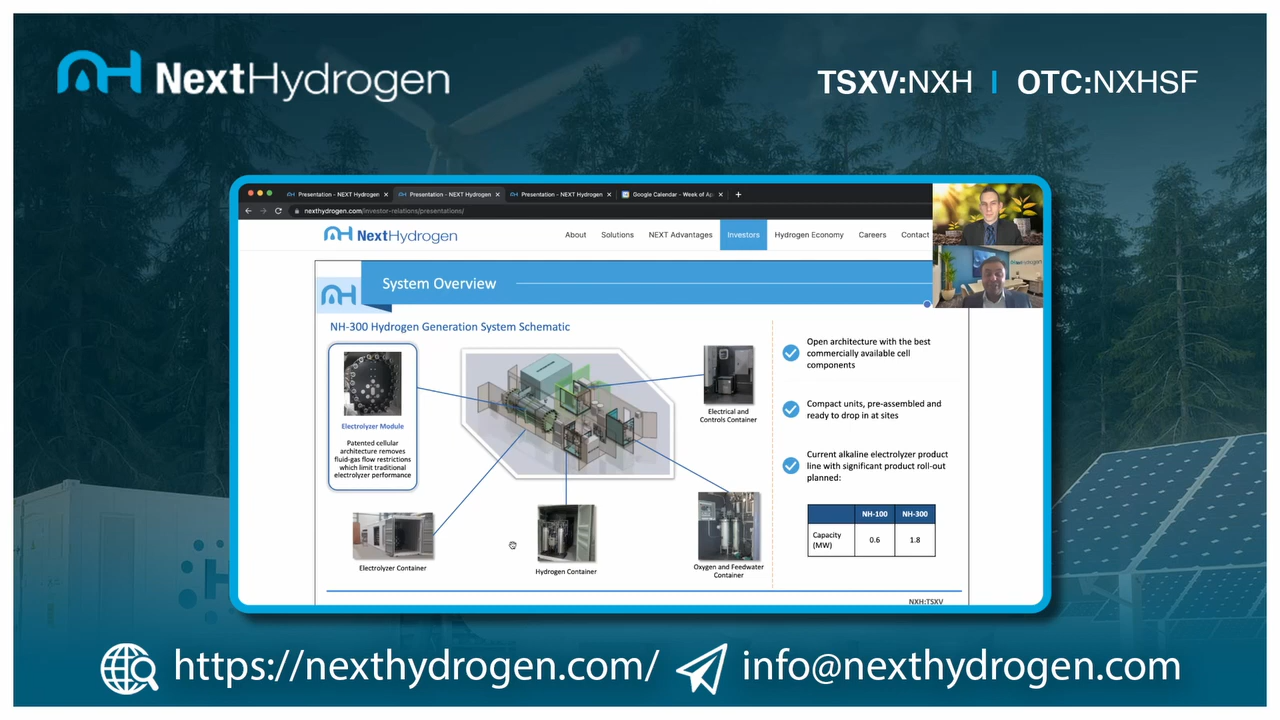 NextHydrogen
TSXV:NXH | OTC:NXHSF
Presentation - NEXT Hydrogen
Presentation - NEXT Hydrogen
Presentation - NEXT Hydrogen
Google Calendar - Week of Ap
nexthydrogen.com/investor-relations/presentations/
NextHydrogen
About
Solutions
NEXT Advantages
Investors
Hydrogen Economy
Careers
Contact
System Overview
NH-300 Hydrogen Generation System Schematic
Electrolyzer Module
Patented cellular
architecture removes
fluid-gas flow restrictions
which limit traditional
electrolyzer performance
Electrolyzer Container
Hydrogen Container
Electrical and
Controls Container
Oxygen and Feedwater
Container
Open architecture with the best
commercially available cell
components
Compact units, pre-assembled and
ready to drop in at sites
Current alkaline electrolyzer product
line with significant product roll-out
planned:
NH-100 NH-300
Capacity
(MW)
0.6 1.8
NXH:TSXV
https://nexthydrogen.com/
info@nexthydrogen.com